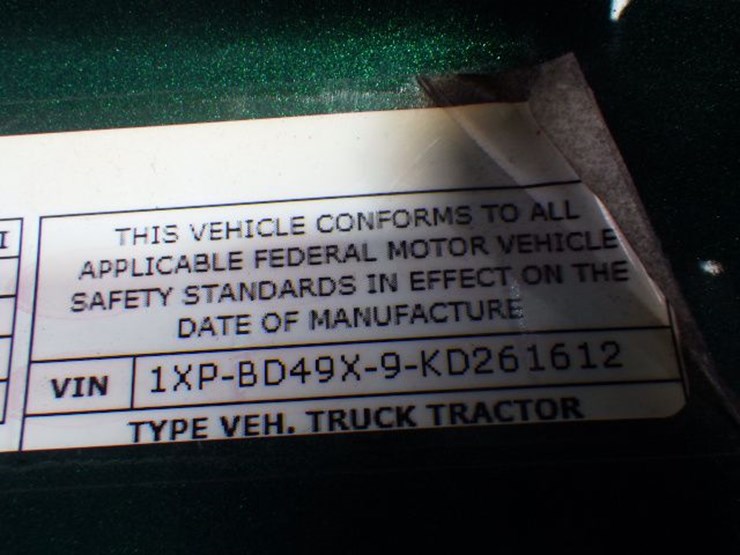 I
THIS VEHICLE CONFORMS TO ALL
APPLICABLE FEDERAL MOTOR VEHICLE
SAFETY STANDARDS IN EFFECT ON THE
DATE OF MANUFACTURE
VIN 1XP-BD49X-9-KD261612
TYPE VEH. TRUCK TRACTOR